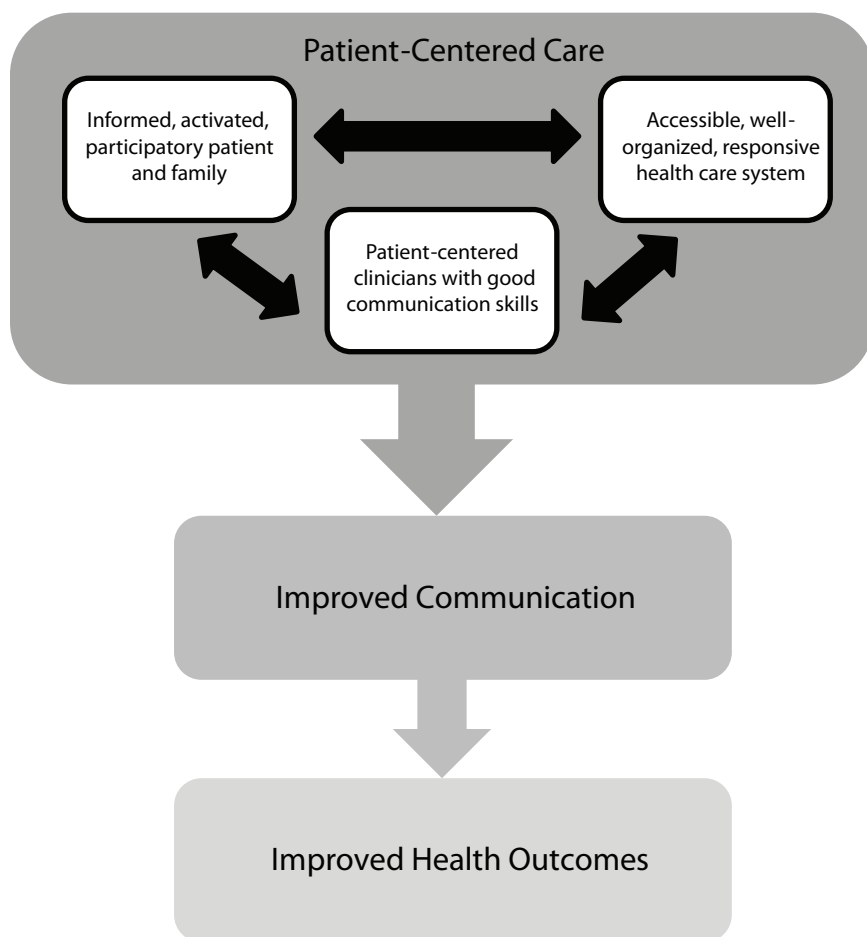 Patient-Centered Care
Informed, activated,
participatory patient
and family
Accessible, well-
organized, responsive
health care system
Patient-centered
clinicians with good
communication skills
Improved Communication
Improved Health Outcomes